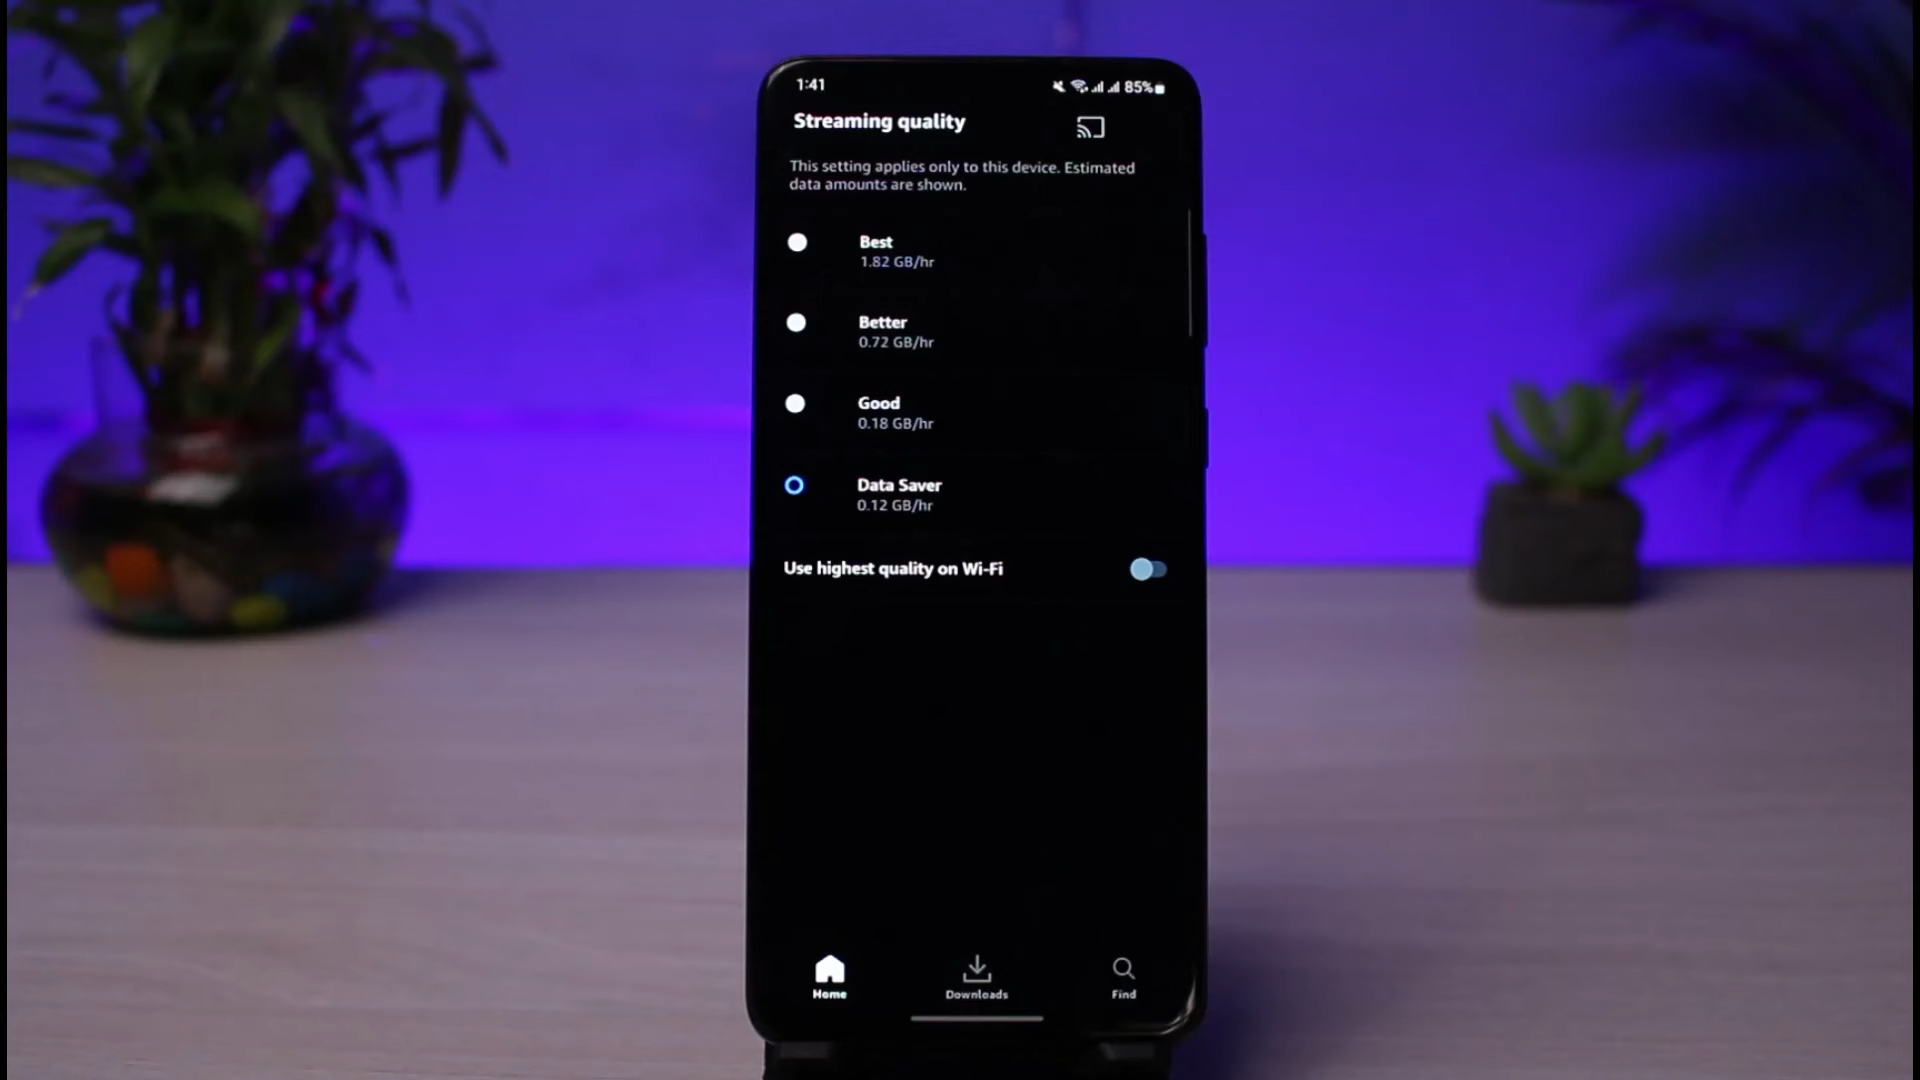 1:41
85%
Streaming quality
This setting applies only to this device. Estimated
data amounts are shown.
Best
1.82 GB/hr
Better
0.72 GB/hr
Good
0.18 GB/hr
Data Saver
0.12 GB/hr
Use highest quality on Wi-Fi
Home
Downloads
Find